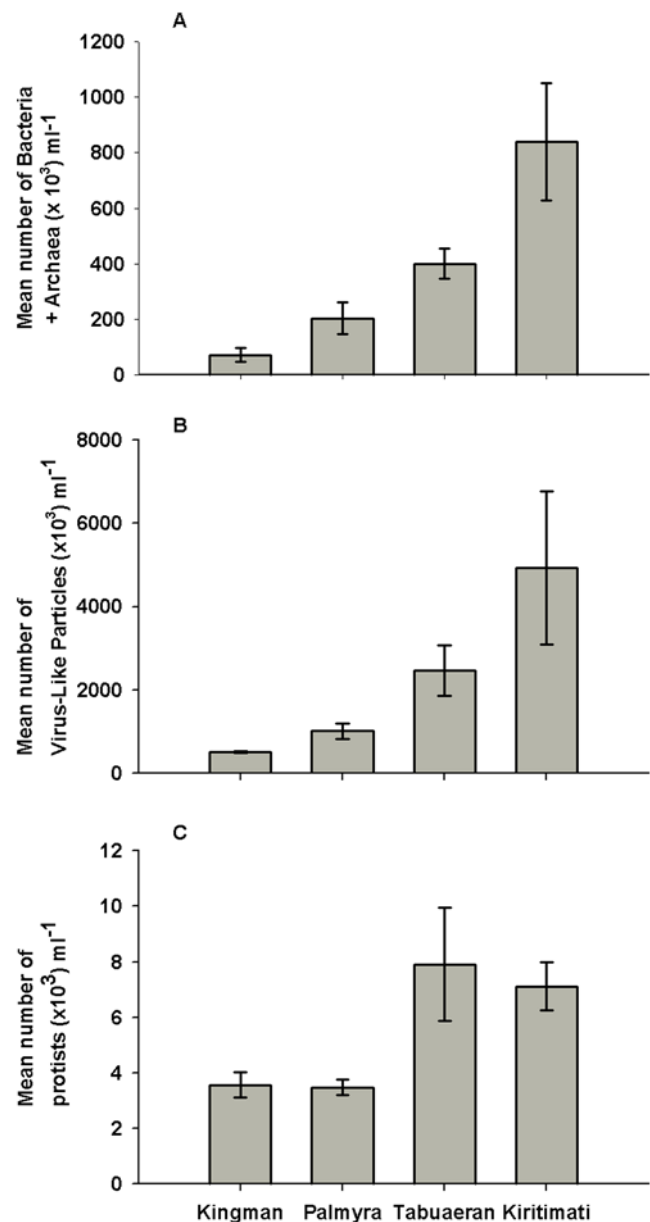 A
Mean number of Bacteria
+ Archaea (x 10³) ml⁻¹
1200
1000
800
600
400
200
0
B
Mean number of
Virus-Like Particles (x10³) ml⁻¹
8000
6000
4000
2000
0
C
Mean number of
protists (x10³) ml⁻¹
12
10
8
6
4
2
0
Kingman Palmyra Tabuaeran Kiritimati